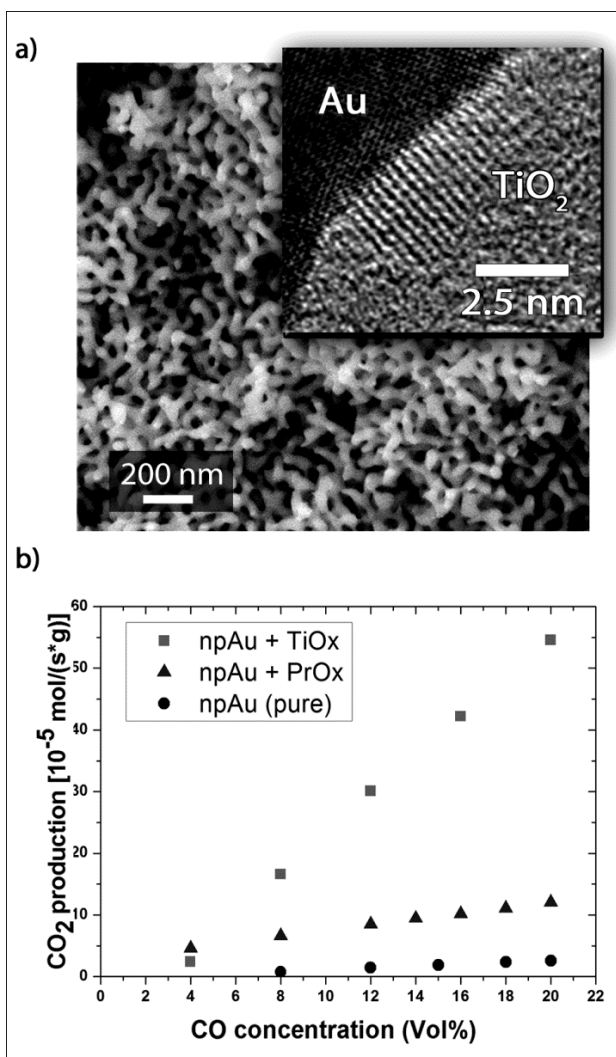 a)
Au
TiO₂
2.5 nm
200 nm
b)
60
50
40
30
20
10
0
CO₂ production [10⁻⁵ mol/(s*g)]
npAu + TiOx
npAu + PrOx
npAu (pure)
0 2 4 6 8 10 12 14 16 18 20 22
CO concentration (Vol%)